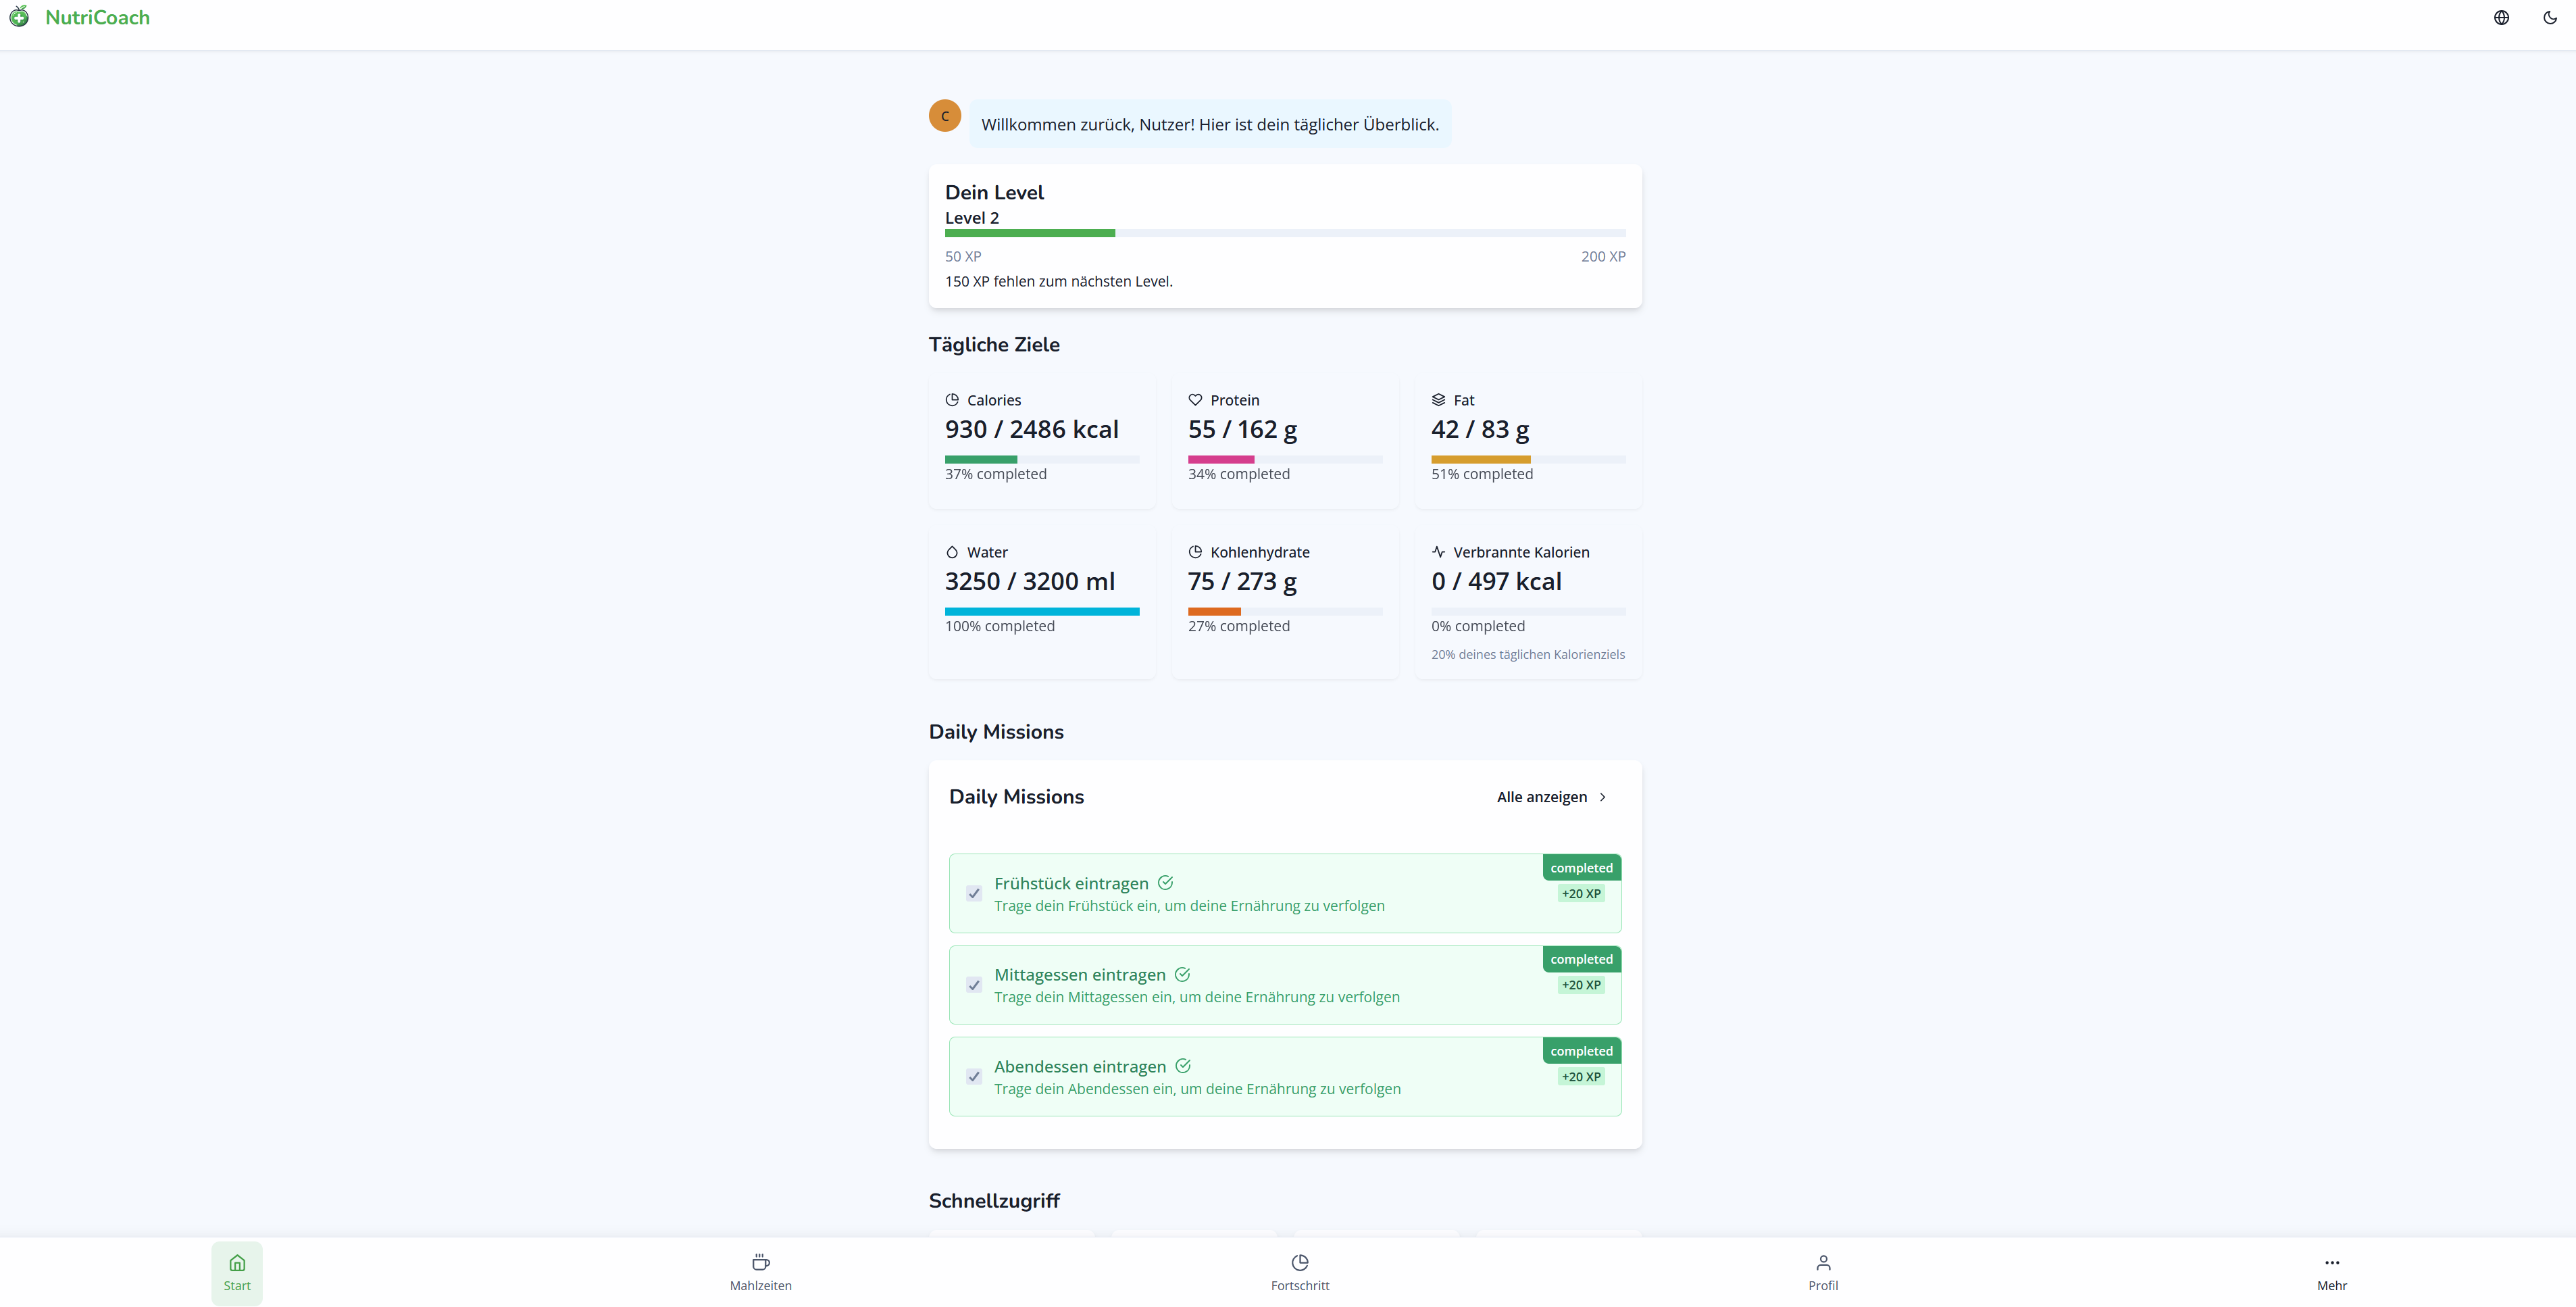 NutriCoach
C
Willkommen zurück, Nutzer! Hier ist dein täglicher Überblick.
Dein Level
Level 2
50 XP
200 XP
150 XP fehlen zum nächsten Level.
Tägliche Ziele
Calories
930 / 2486 kcal
37% completed
Protein
55 / 162 g
34% completed
Fat
42 / 83 g
51% completed
Water
3250 / 3200 ml
100% completed
Kohlenhydrate
75 / 273 g
27% completed
Verbrannte Kalorien
0 / 497 kcal
0% completed
20% deines täglichen Kalorienziels
Daily Missions
Daily Missions
Alle anzeigen
Frühstück eintragen
Trage dein Frühstück ein, um deine Ernährung zu verfolgen
completed
+20 XP
Mittagessen eintragen
Trage dein Mittagessen ein, um deine Ernährung zu verfolgen
completed
+20 XP
Abendessen eintragen
Trage dein Abendessen ein, um deine Ernährung zu verfolgen
completed
+20 XP
Schnellzugriff
Start
Mahlzeiten
Fortschritt
Profil
Mehr